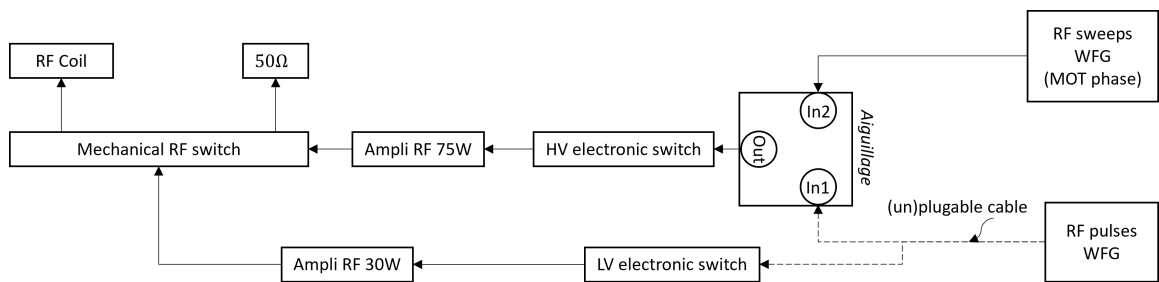 RF sweeps
WFG
(MOT phase)
RF Coil
50Ω
In2
Aiguillage
Mechanical RF switch
Ampli RF 75W
HV electronic switch
Out
In1
(un)plugable cable
RF pulses
WFG
Ampli RF 30W
LV electronic switch